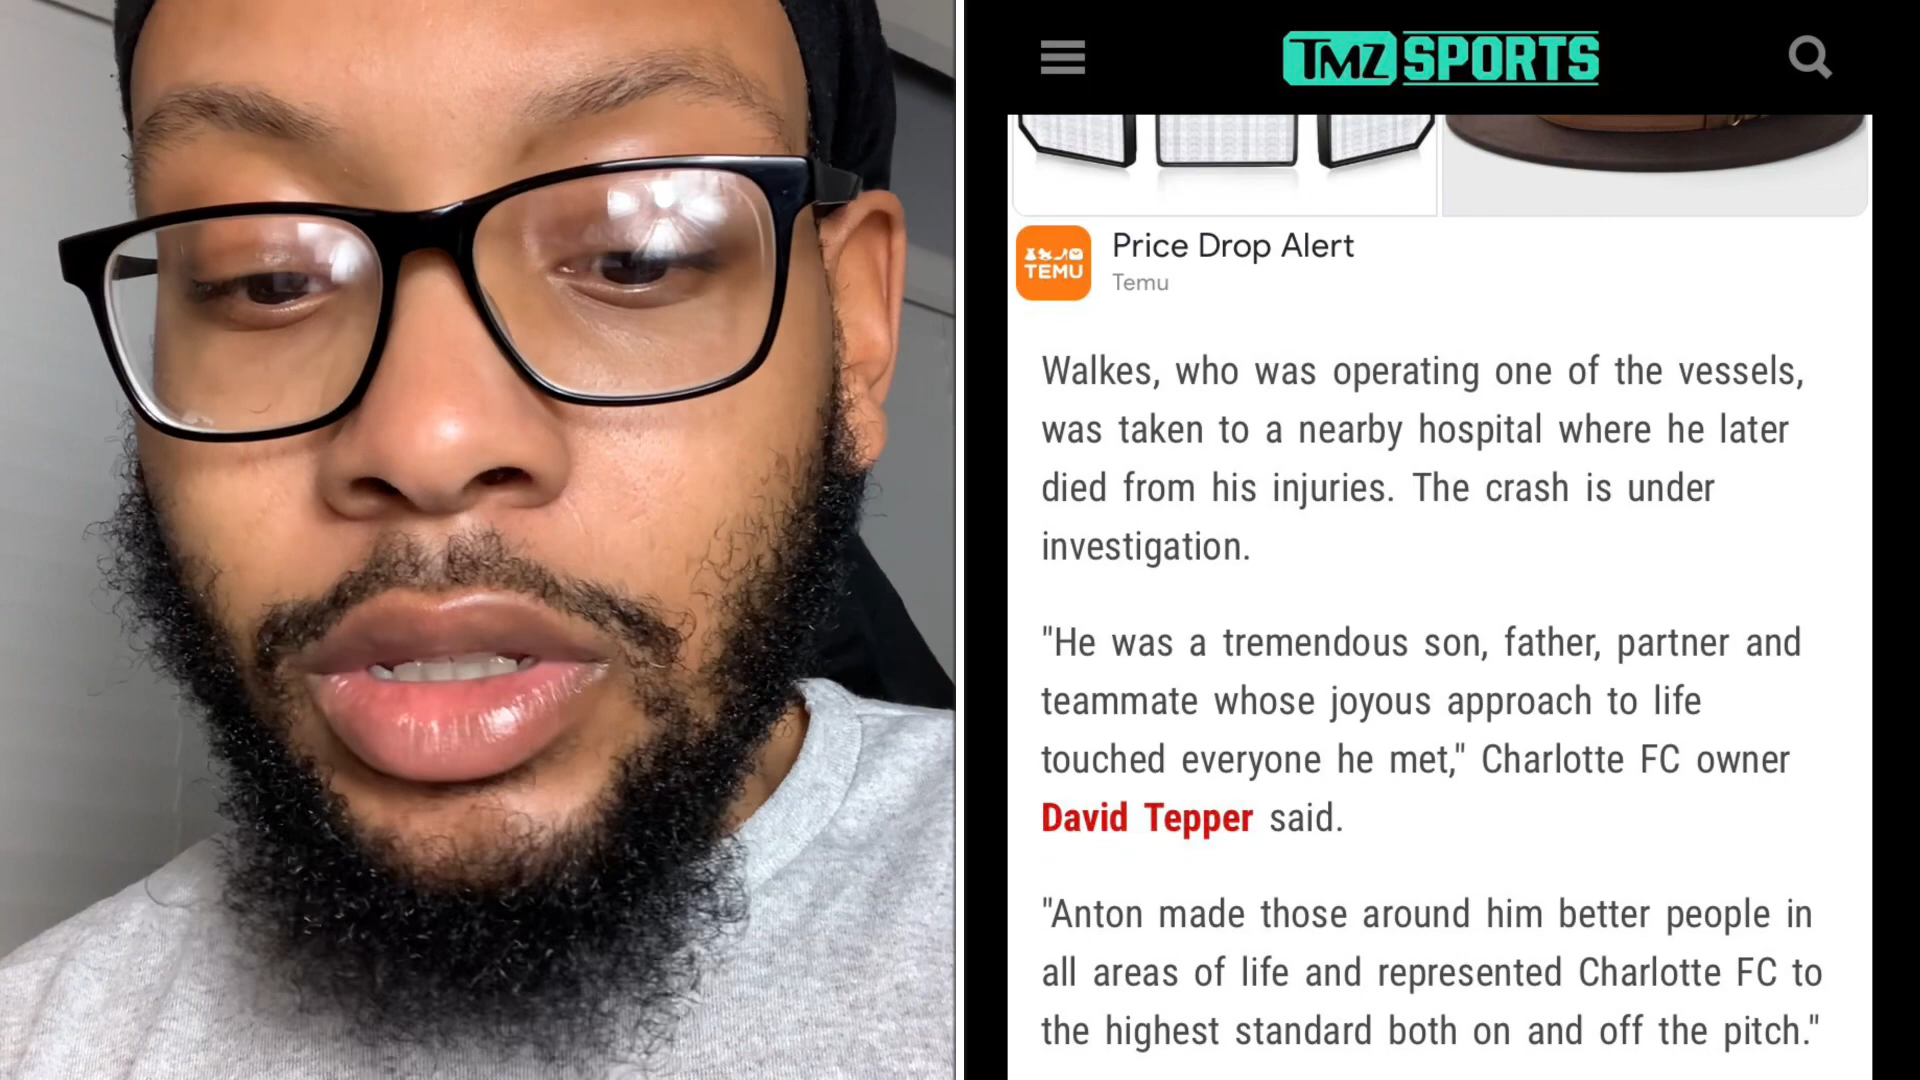 TMZ SPORTS
TEMU
Price Drop Alert
Temu
Walkes, who was operating one of the vessels,
was taken to a nearby hospital where he later
died from his injuries. The crash is under
investigation.
"He was a tremendous son, father, partner and
teammate whose joyous approach to life
touched everyone he met," Charlotte FC owner
David Tepper said.
"Anton made those around him better people in
all areas of life and represented Charlotte FC to
the highest standard both on and off the pitch."